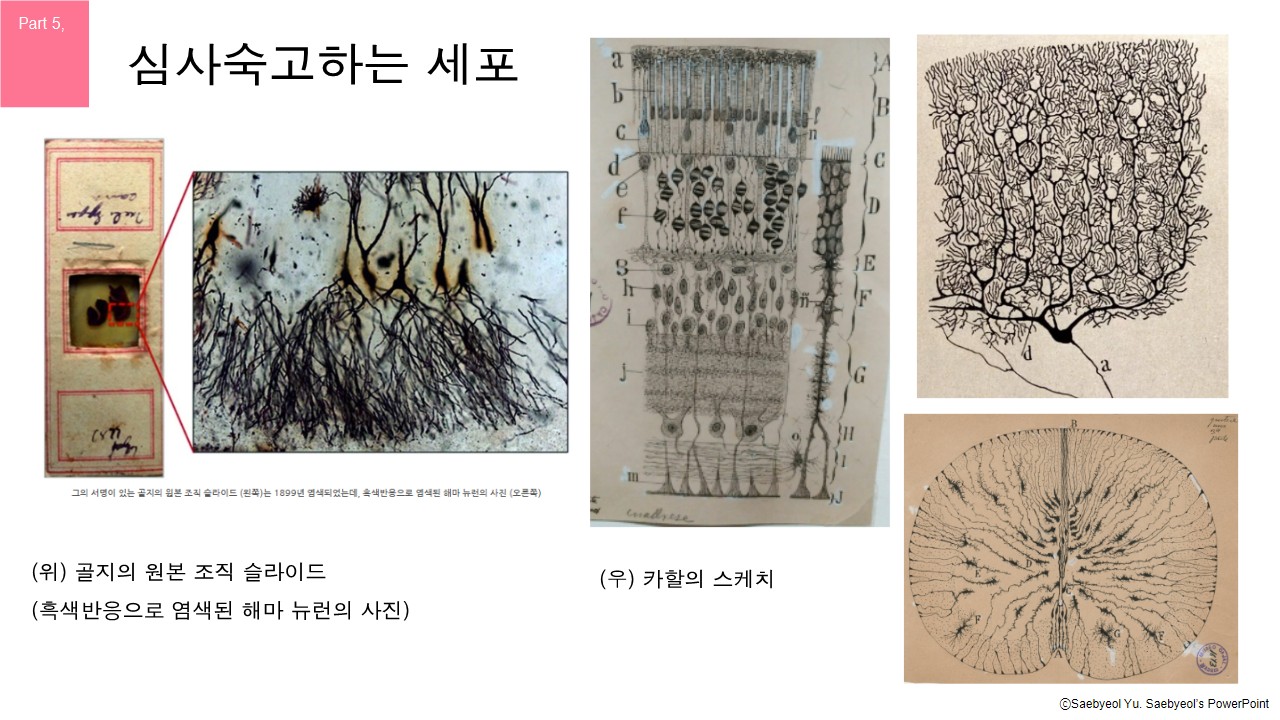 Part 5,
심사숙고하는 세포
그의 서명이 있는 골지의 원본 조직 슬라이드 (왼쪽)는 1899년 염색되었는데, 흑색반응으로 염색된 해마 뉴런의 사진 (오른쪽)
(위) 골지의 원본 조직 슬라이드
(흑색반응으로 염색된 해마 뉴런의 사진)
(우) 카할의 스케치
a
A
b
B
c
l
n
d
C
e
D
f
g
E
h
F
ñ
i
j
G
H
o
I
m
J
c
d
a
B
E
D
F
G
F
A
ⓒSaebyeol Yu. Saebyeol's PowerPoint